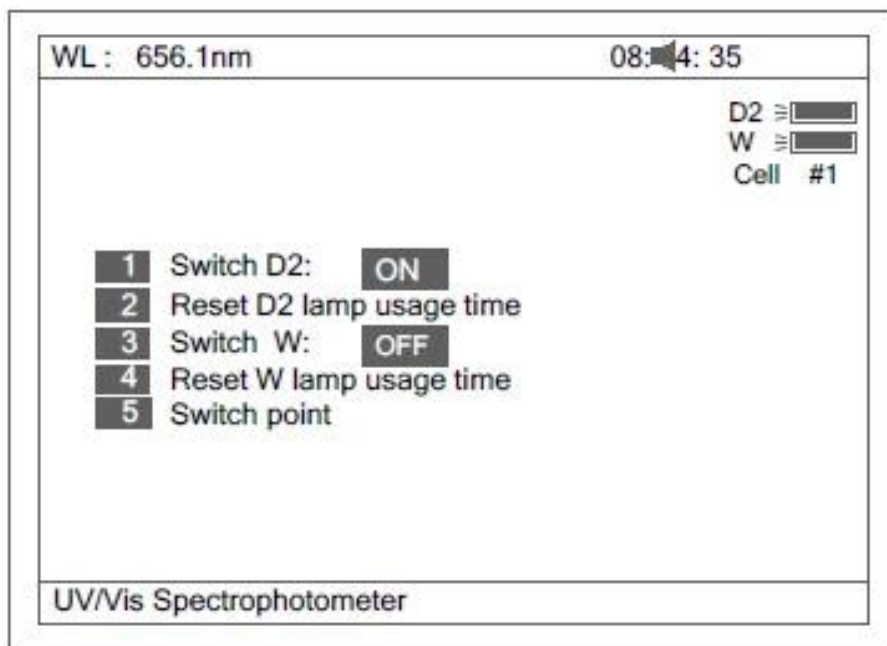 WL : 656.1nm 08: 4: 35
D2
W
Cell #1
1 Switch D2: ON
2 Reset D2 lamp usage time
3 Switch W: OFF
4 Reset W lamp usage time
5 Switch point
UV/Vis Spectrophotometer